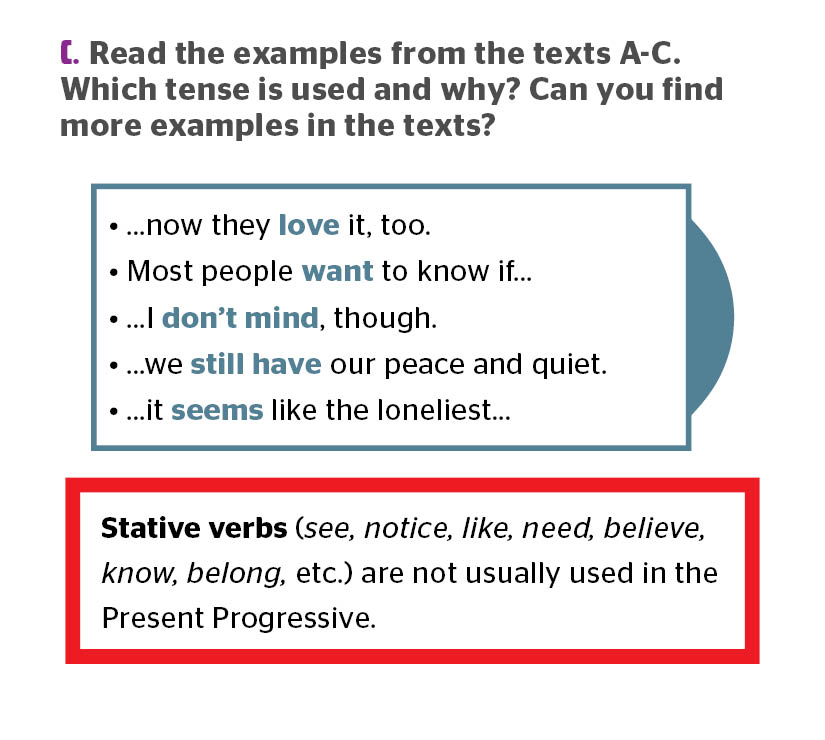 C. Read the examples from the texts A-C.
Which tense is used and why? Can you find
more examples in the texts?
• ...now they love it, too.
• Most people want to know if...
• ...I don’t mind, though.
• ...we still have our peace and quiet.
• ...it seems like the loneliest...
Stative verbs (see, notice, like, need, believe,
know, belong, etc.) are not usually used in the
Present Progressive.